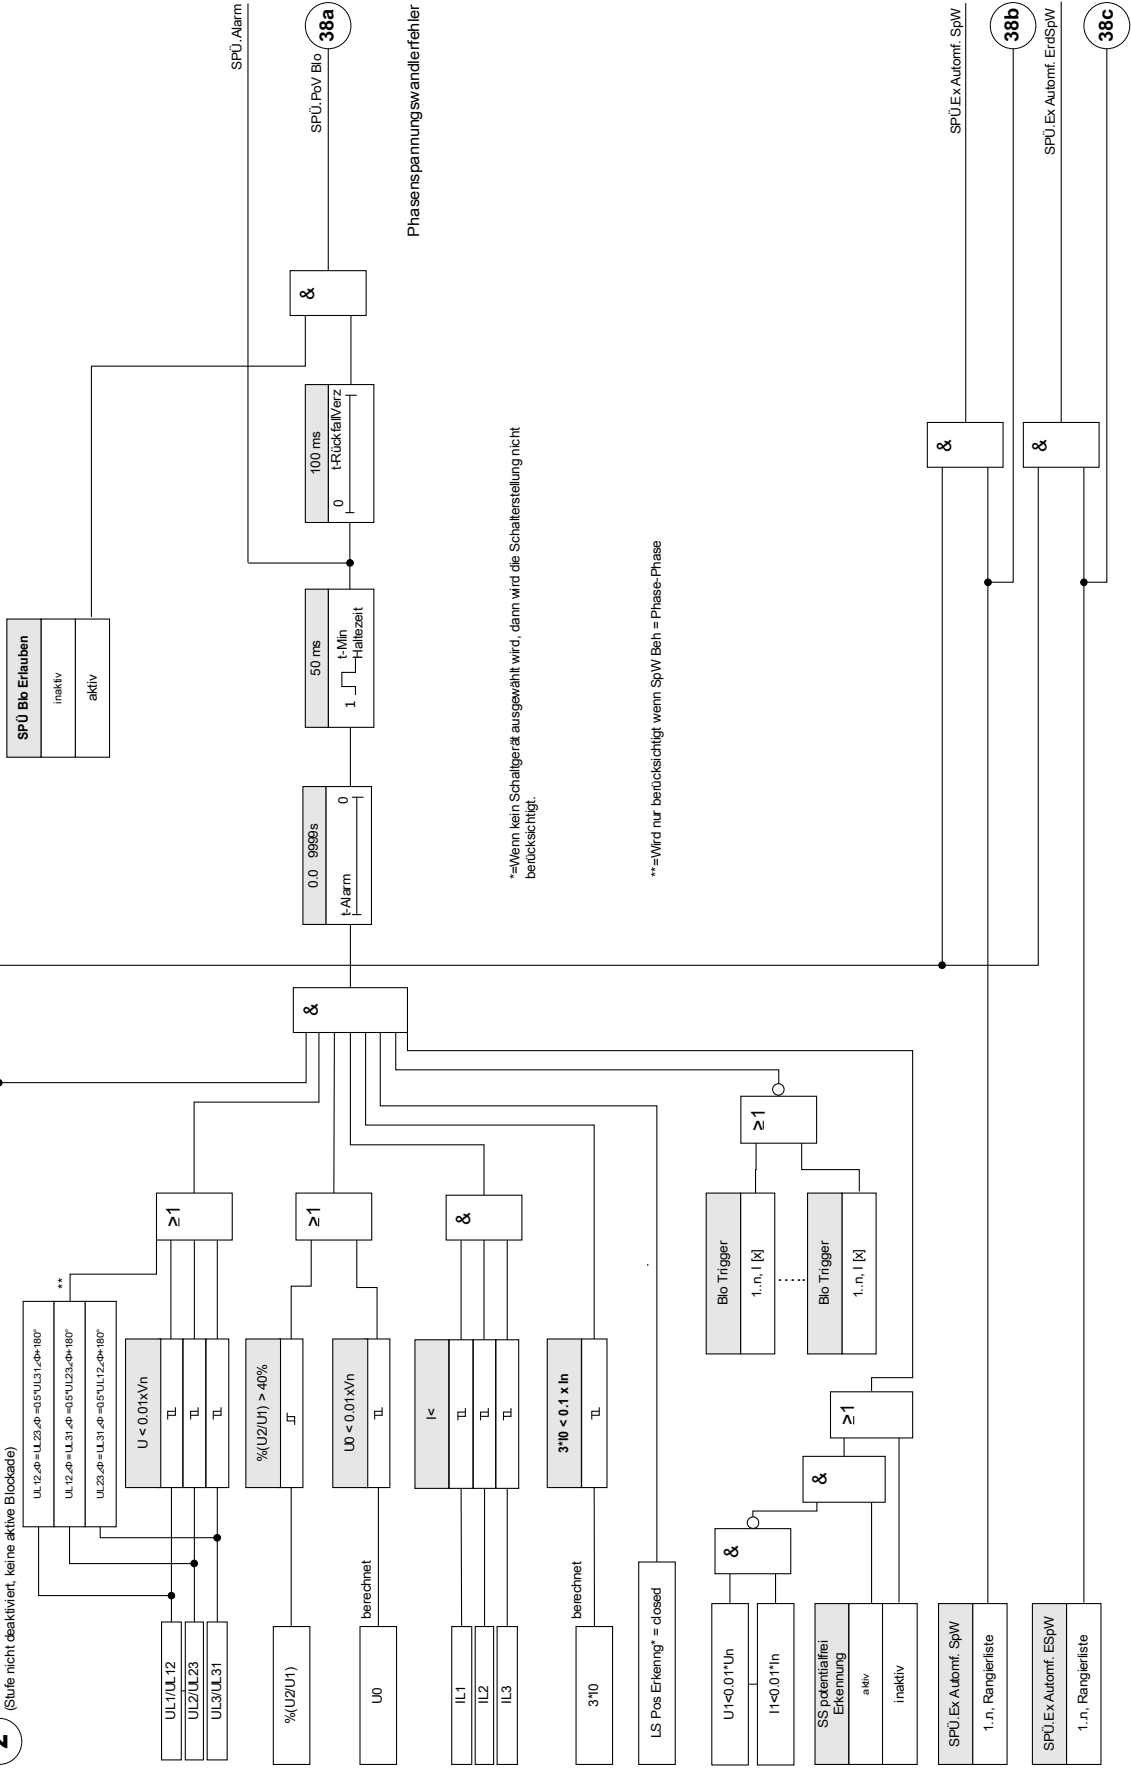 2
(Stufe nicht deaktiviert, keine aktive Blockade)
UL12∠Φ =UL23∠Φ =0.5*UL31∠Φ+180°
UL12∠Φ =UL31∠Φ =0.5*UL23∠Φ+180°
UL23∠Φ =UL31∠Φ =0.5*UL12∠Φ+180°
**
UL1/UL12
UL2/UL23
UL3/UL31
U < 0.01xVn
≥1
%(U2/U1)
%(U2/U1) > 40%
≥1
U0
berechnet
U0 < 0.01xVn
IL1
IL2
IL3
I<
&
3*I0
berechnet
3*I0 < 0.1 x In
LS Pos Erkenng* = closed
Blo Trigger
1..n, I [x]
Blo Trigger
1..n, I [x]
≥1
U1<0.01*Un
I1<0.01*In
&
SS potentialfrei
Erkennung
aktiv
inaktiv
&
≥1
&
SPÜ Blo Erlauben
inaktiv
aktiv
0.0 9999s
t-Alarm
0
50 ms
1
t-Min
Haltezeit
100 ms
0
t-RückfallVerz
&
SPÜ.Alarm
SPÜ.PoV Blo
38a
Phasenspannungswandlerfehler
*=Wenn kein Schaltgerät ausgewählt wird, dann wird die Schalterstellung nicht
berücksichtigt.
**=Wird nur berücksichtigt wenn SpW Beh = Phase-Phase
SPÜ.Ex Automf. SpW
1..n, Rangierliste
&
SPÜ.Ex Automf. SpW
38b
SPÜ.Ex Automf. ESpW
1..n, Rangierliste
&
SPÜ.Ex Automf. ErdSpW
38c